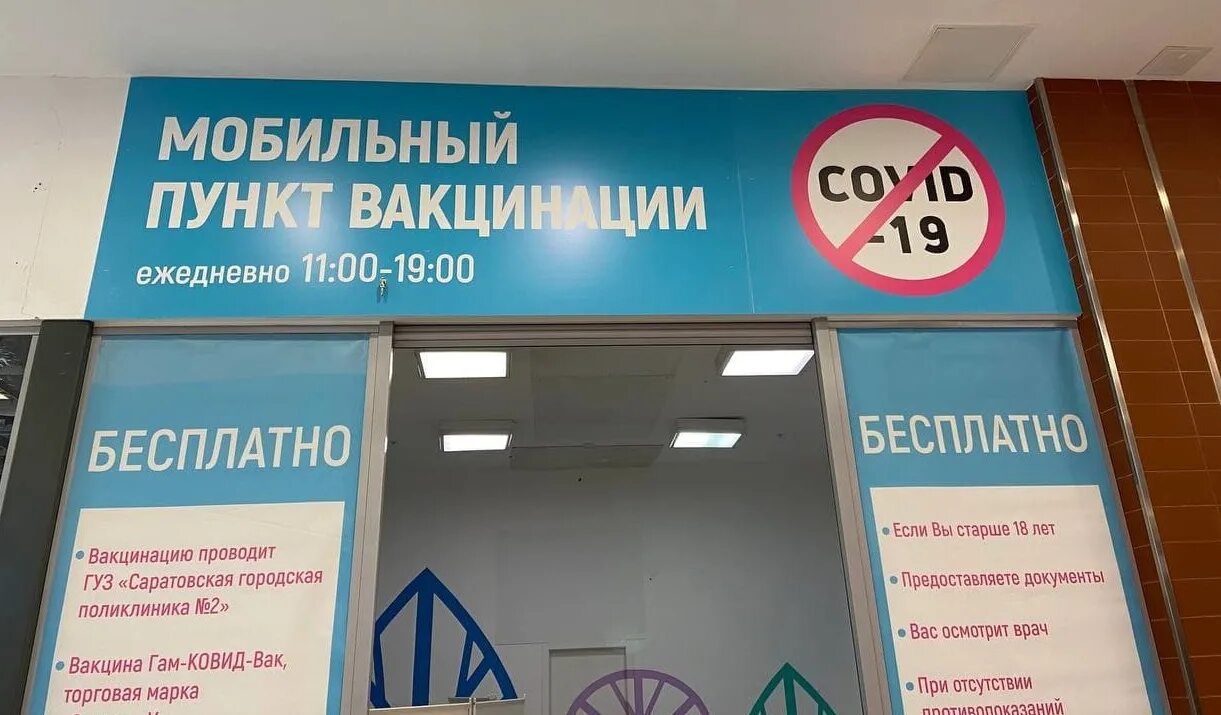 МОБИЛЬНЫЙ
ПУНКТ ВАКЦИНАЦИИ
ежедневно 11:00-19:00
COVID
-19
БЕСПЛАТНО
• Вакцинацию проводит
ГУЗ «Саратовская городская
поликлиника №2»
• Вакцина Гам-КОВИД-Вак,
торговая марка
БЕСПЛАТНО
• Если Вы старше 18 лет
• Предоставляете документы
• Вас осмотрит врач
• При отсутствии
противопоказаний